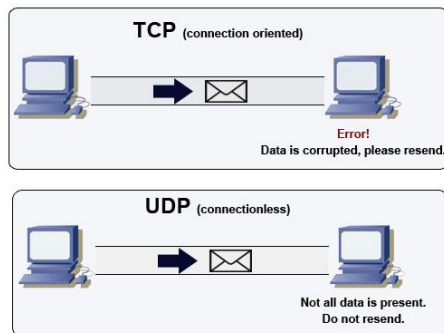 TCP (connection oriented)
Error!
Data is corrupted, please resend.
UDP (connectionless)
Not all data is present.
Do not resend.